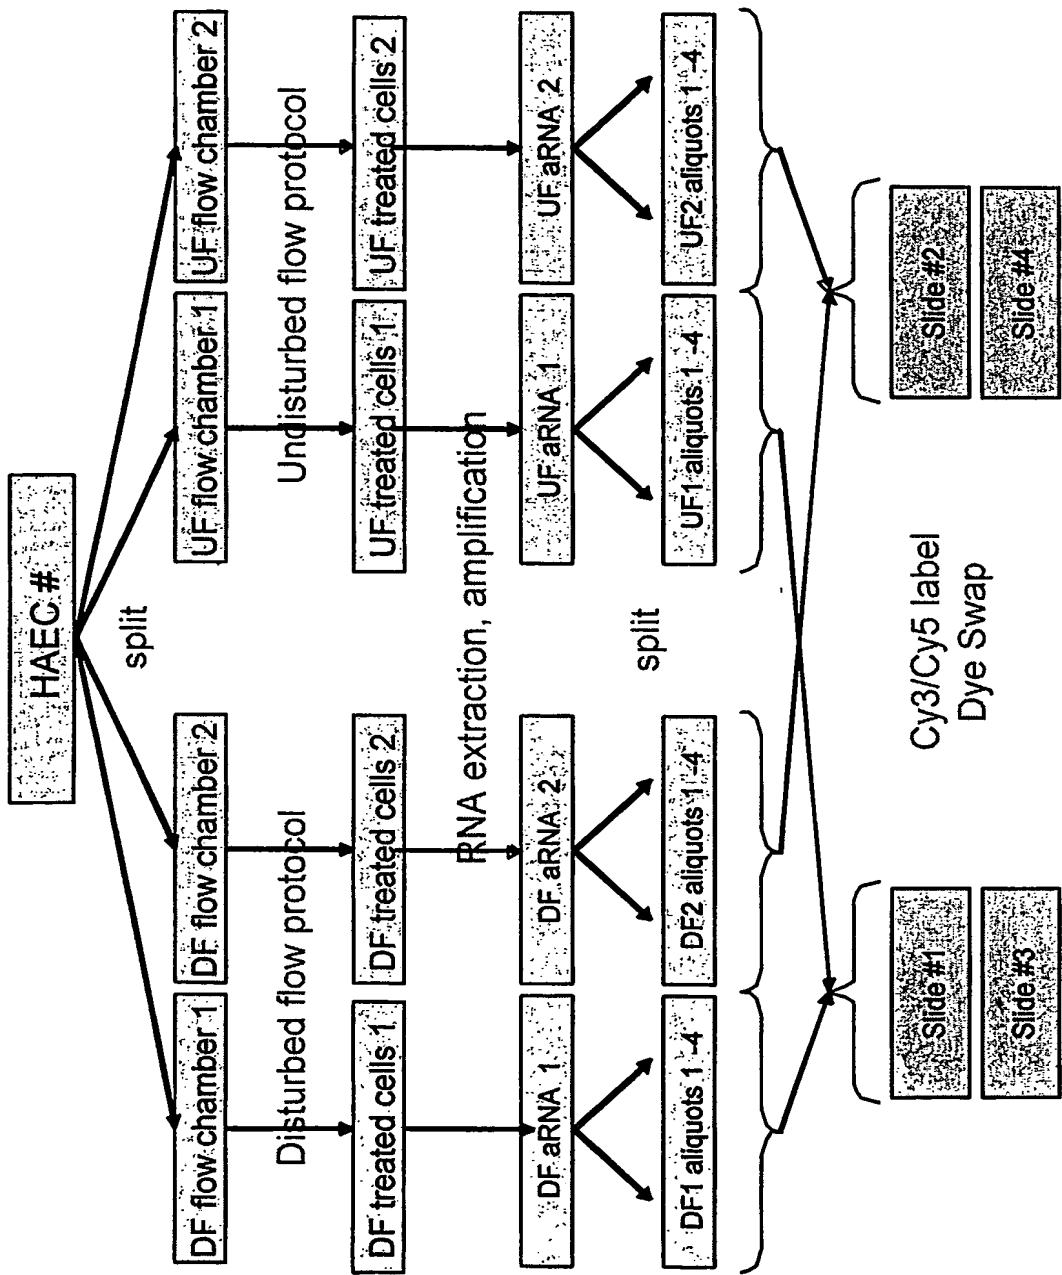 HAEC #
split
DF flow chamber 1
DF flow chamber 2
UF flow chamber 1
UF flow chamber 2
Disturbed flow protocol
Undisturbed flow protocol
DF treated cells 1
DF treated cells 2
UF treated cells 1
UF treated cells 2
RNA extraction, amplification
DF aRNA 1
DF aRNA 2
UF aRNA 1
UF aRNA 2
split
DF1 aliquots 1 -4
DF2 aliquots 1 -4
UF1 aliquots 1 -4
UF2 aliquots 1 -4
Cy3/Cy5 label
Dye Swap
Slide #1
Slide #2
Slide #3
Slide #4